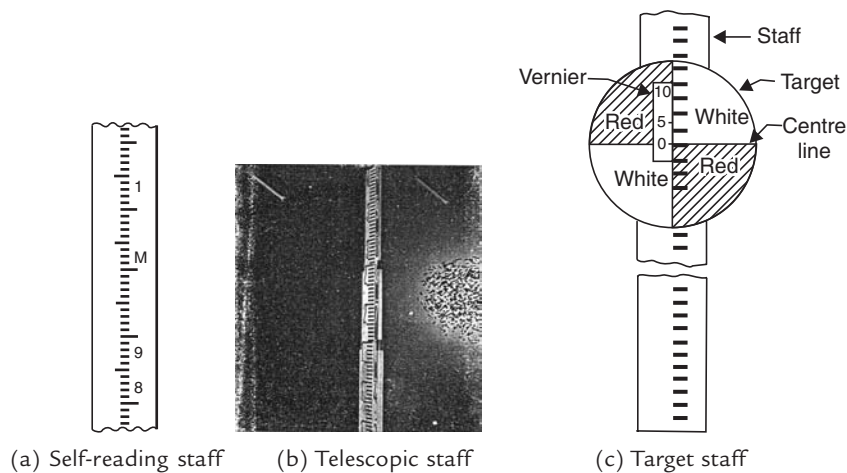 1
M
9
8
(a) Self-reading staff
(b) Telescopic staff
Staff
Vernier
Target
10
White
Red
5
Centre
line
0
White
Red
(c) Target staff